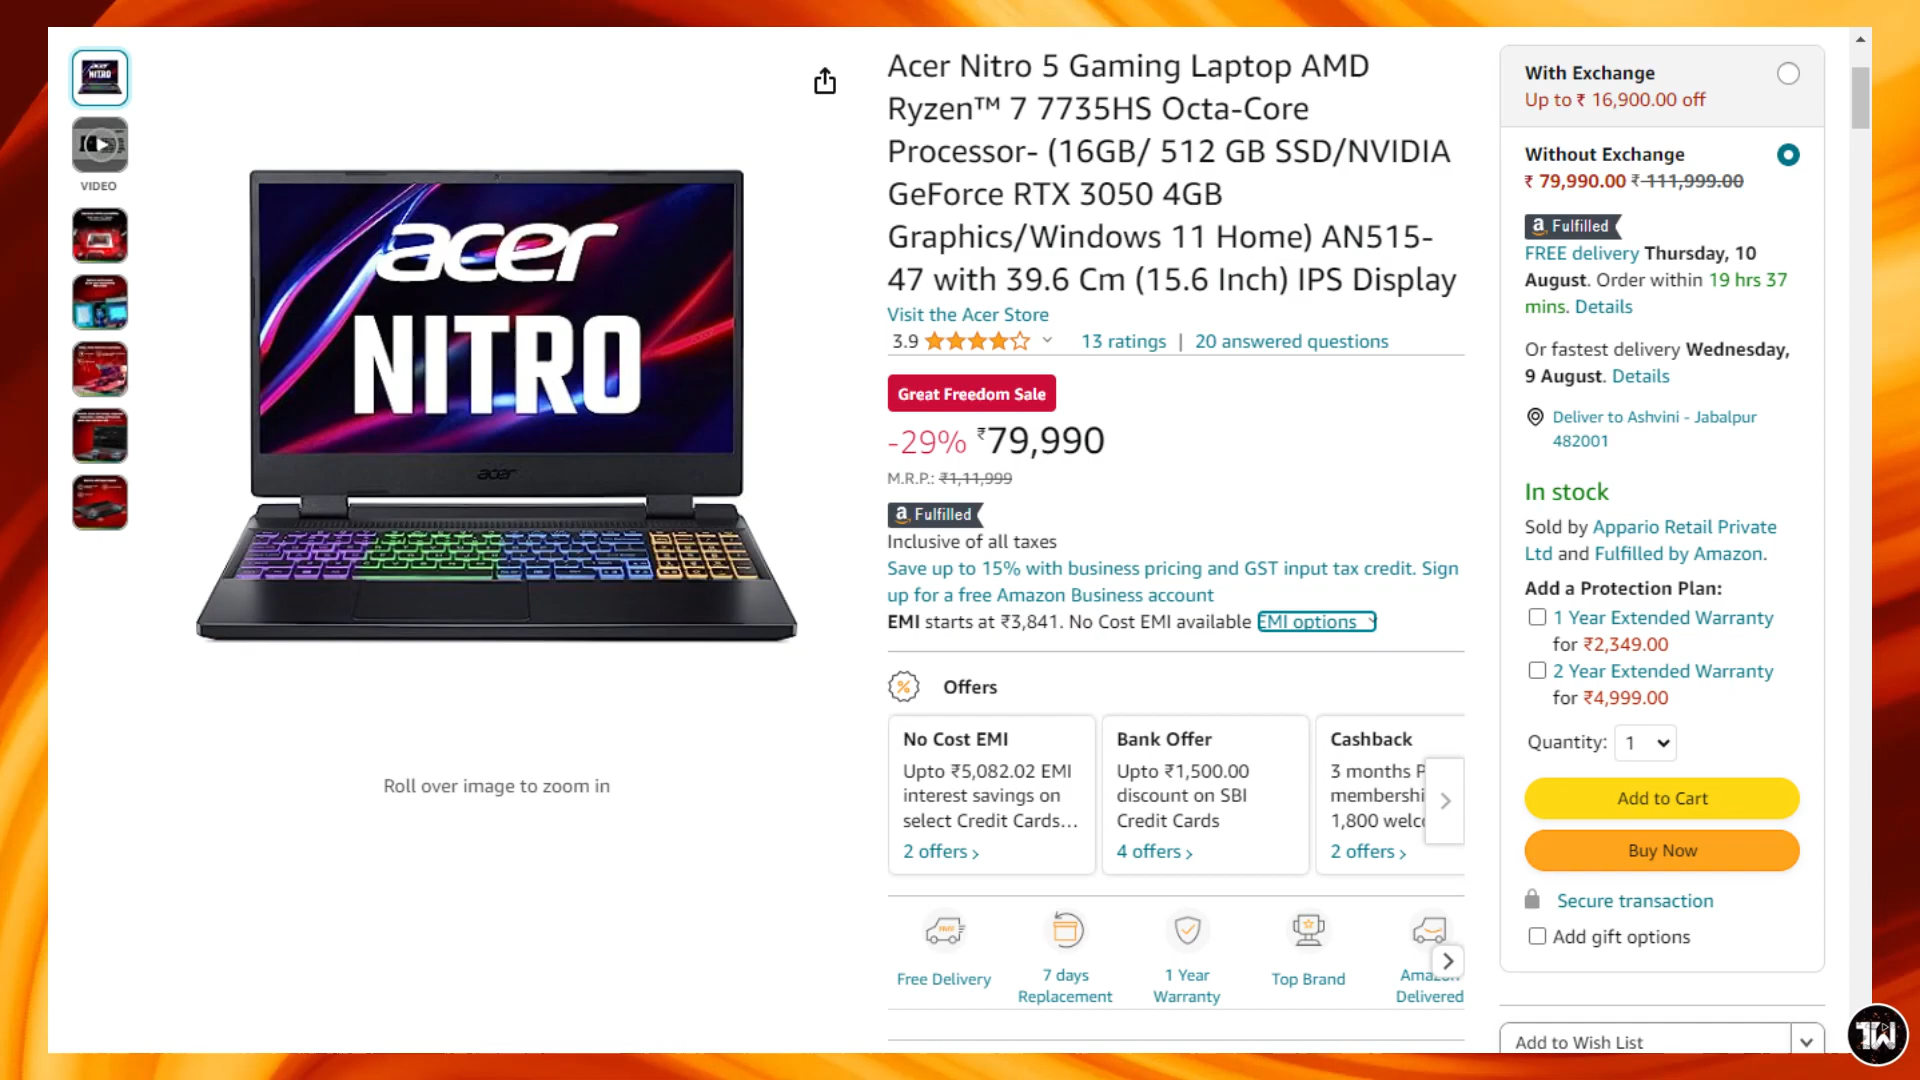 acer
NITRO
VIDEO
acer
NITRO
acer
Roll over image to zoom in
Acer Nitro 5 Gaming Laptop AMD
Ryzen™ 7 7735HS Octa-Core
Processor- (16GB/ 512 GB SSD/NVIDIA
GeForce RTX 3050 4GB
Graphics/Windows 11 Home) AN515-
47 with 39.6 Cm (15.6 Inch) IPS Display
Visit the Acer Store
3.9 13 ratings | 20 answered questions
Great Freedom Sale
-29% ₹79,990
M.R.P.: ₹1,11,999
a Fulfilled
Inclusive of all taxes
Save up to 15% with business pricing and GST input tax credit. Sign
up for a free Amazon Business account
EMI starts at ₹3,841. No Cost EMI available EMI options
Offers
No Cost EMI
Upto ₹5,082.02 EMI
interest savings on
select Credit Cards...
2 offers ›
Bank Offer
Upto ₹1,500.00
discount on SBI
Credit Cards
4 offers ›
Cashback
3 months P
membershi
1,800 welc
2 offers ›
FREE
Free Delivery
7 days
Replacement
1 Year
Warranty
Top Brand
Amazon
Delivered
With Exchange
Up to ₹ 16,900.00 off
Without Exchange
₹ 79,990.00 ₹ 111,999.00
a Fulfilled
FREE delivery Thursday, 10
August. Order within 19 hrs 37
mins. Details
Or fastest delivery Wednesday,
9 August. Details
Deliver to Ashvini - Jabalpur
482001
In stock
Sold by Appario Retail Private
Ltd and Fulfilled by Amazon.
Add a Protection Plan:
1 Year Extended Warranty
for ₹2,349.00
2 Year Extended Warranty
for ₹4,999.00
Quantity: 1
Add to Cart
Buy Now
Secure transaction
Add gift options
Add to Wish List
TW